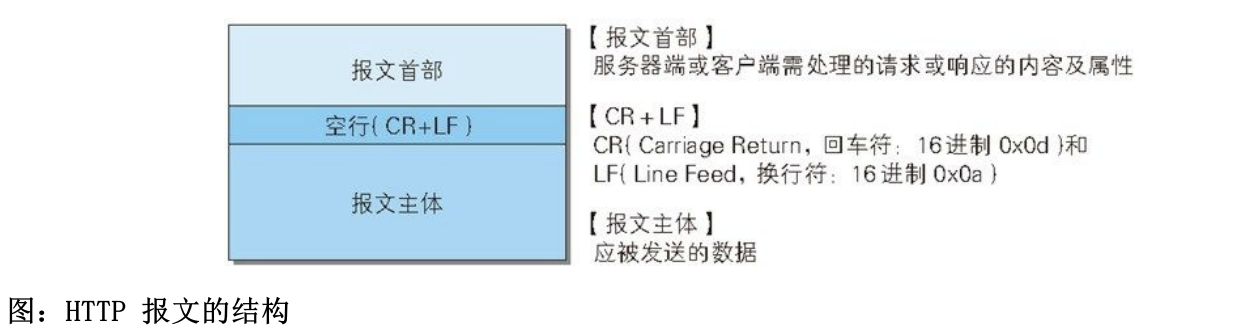 报文首部
空行(CR+LF)
报文主体
【报文首部】
服务器端或客户端需处理的请求或响应的内容及属性
【CR+LF】
CR(Carriage Return，回车符：16进制 0x0d)和
LF(Line Feed，换行符：16进制 0x0a)
【报文主体】
应被发送的数据
图：HTTP 报文的结构